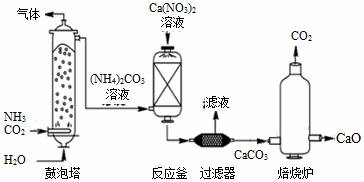 气体
NH3
CO2
H2O
鼓泡塔
(NH4)2CO3
溶液
Ca(NO3)2
溶液
反应釜
滤液
过滤器
CaCO3
CO2
CaO
焙烧炉